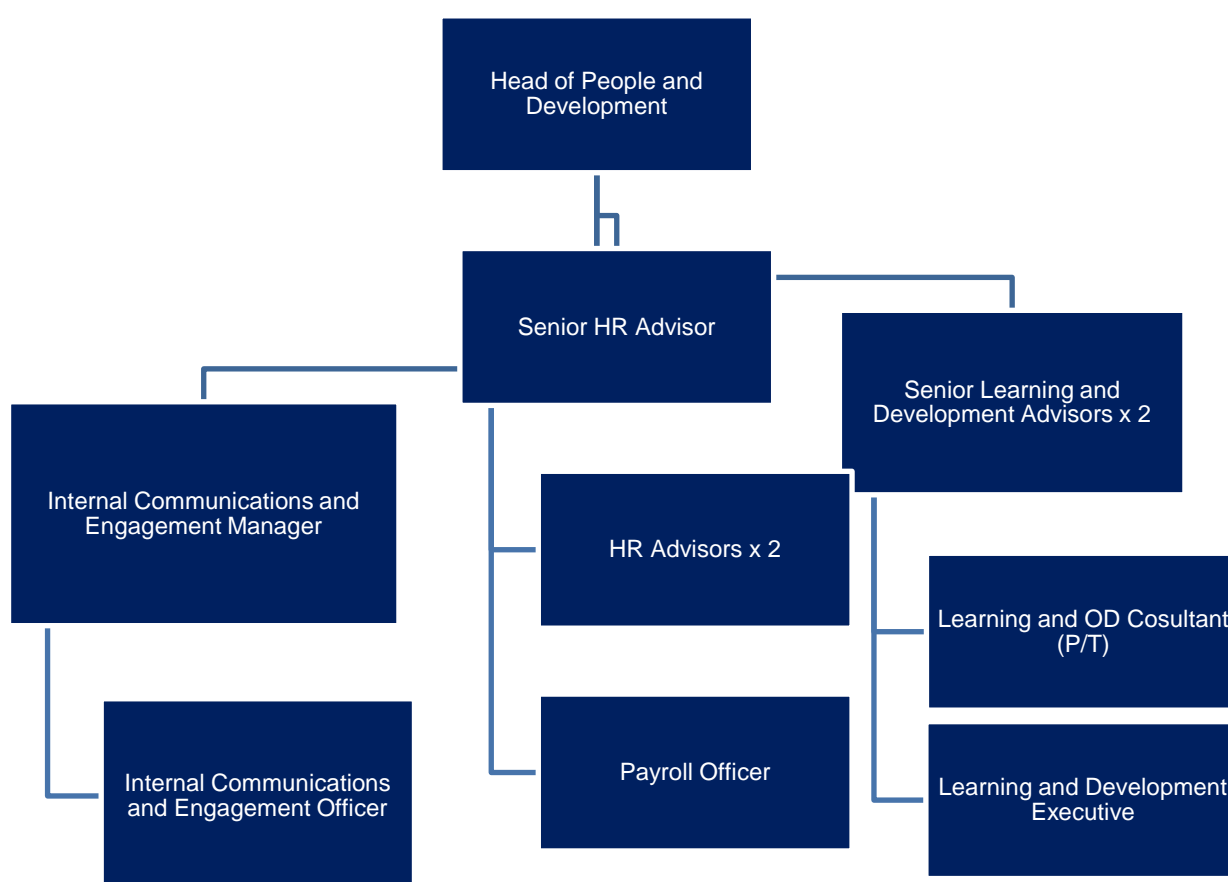 Head of People and
Development
Senior HR Advisor
Senior Learning and
Development Advisors x 2
Internal Communications and
Engagement Manager
HR Advisors x 2
Learning and OD Cosultant
(P/T)
Payroll Officer
Internal Communications
and Engagement Officer
Learning and Development
Executive